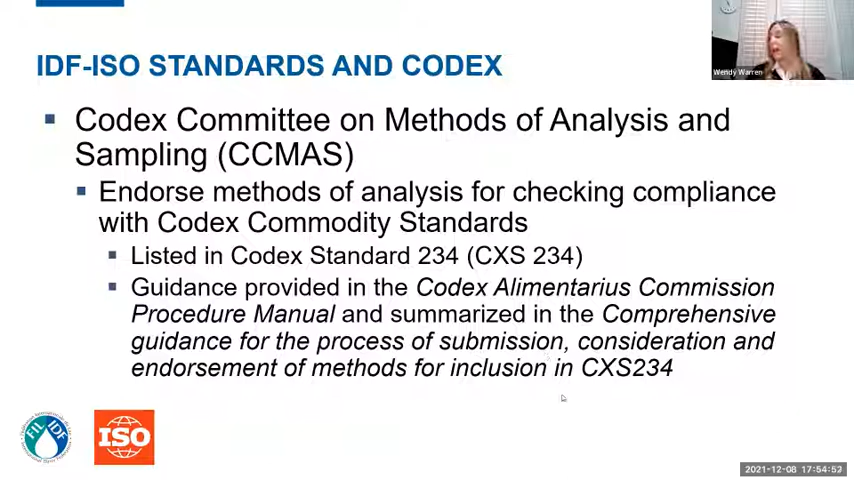 Wendy Warren
IDF-ISO STANDARDS AND CODEX
Codex Committee on Methods of Analysis and
Sampling (CCMAS)
Endorse methods of analysis for checking compliance
with Codex Commodity Standards
Listed in Codex Standard 234 (CXS 234)
Guidance provided in the Codex Alimentarius Commission
Procedure Manual and summarized in the Comprehensive
guidance for the process of submission, consideration and
endorsement of methods for inclusion in CXS234
FIL IDF
ISO
2021-12-08 17:54:53